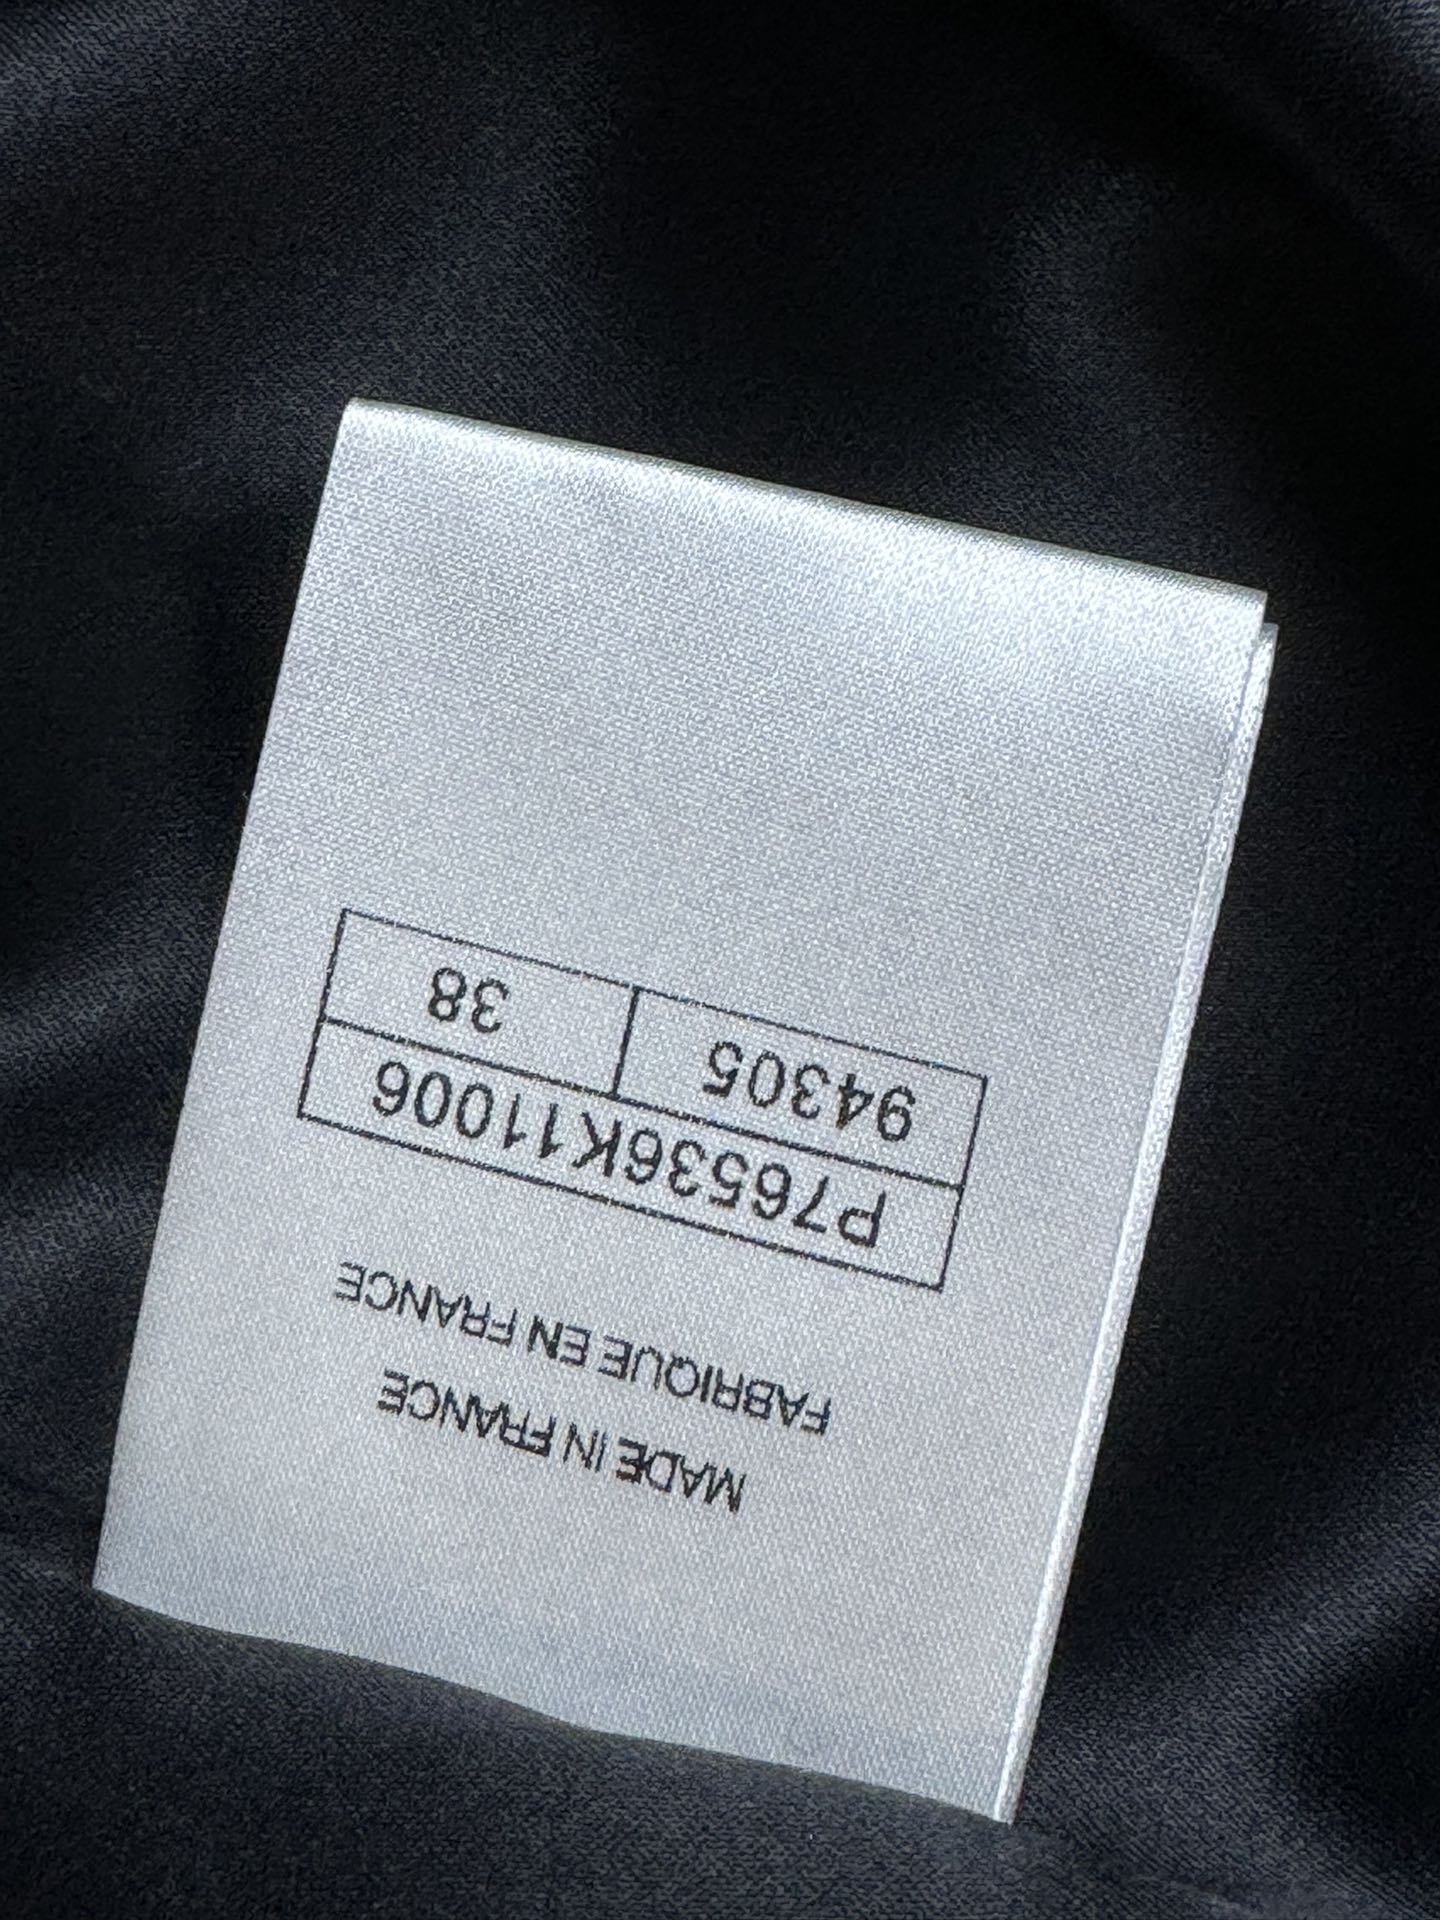 MADE IN FRANCE
FABRIQUE EN FRANCE
P76536K11006
94305 38